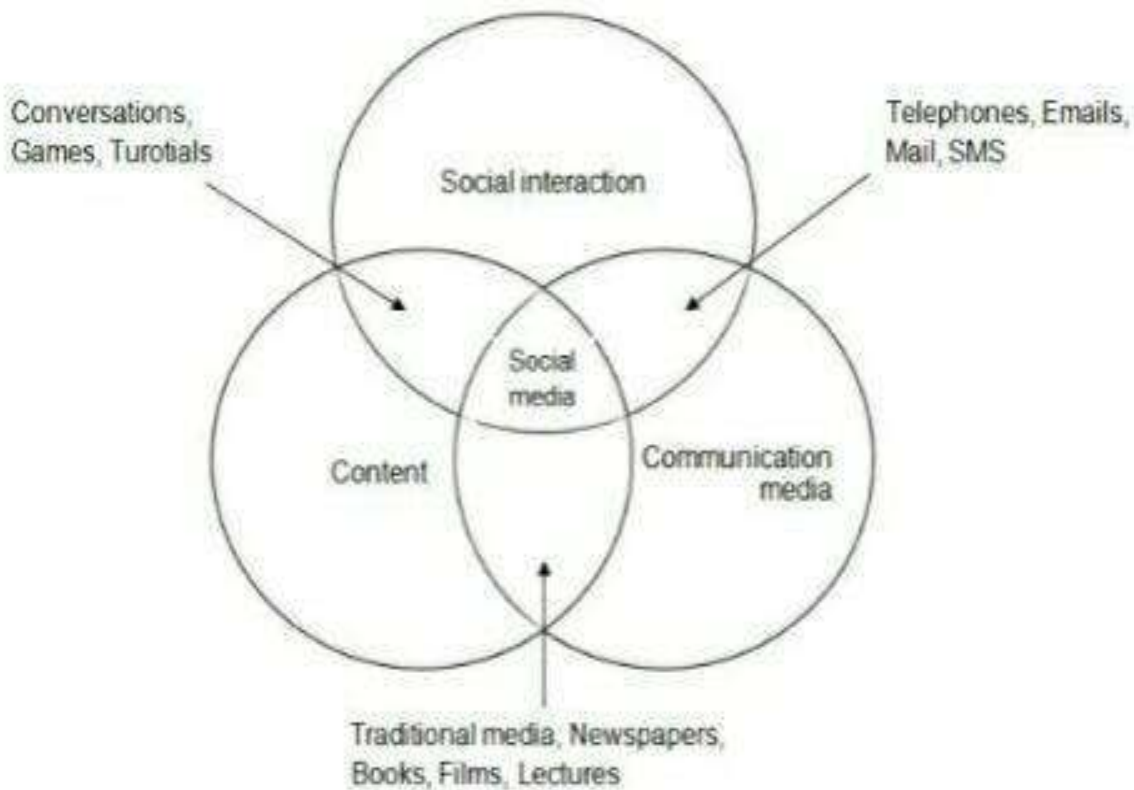 Conversations,
Games, Turotials
Telephones, Emails,
Mail, SMS
Social interaction
Social
media
Content
Communication
media
Traditional media, Newspapers,
Books, Films, Lectures